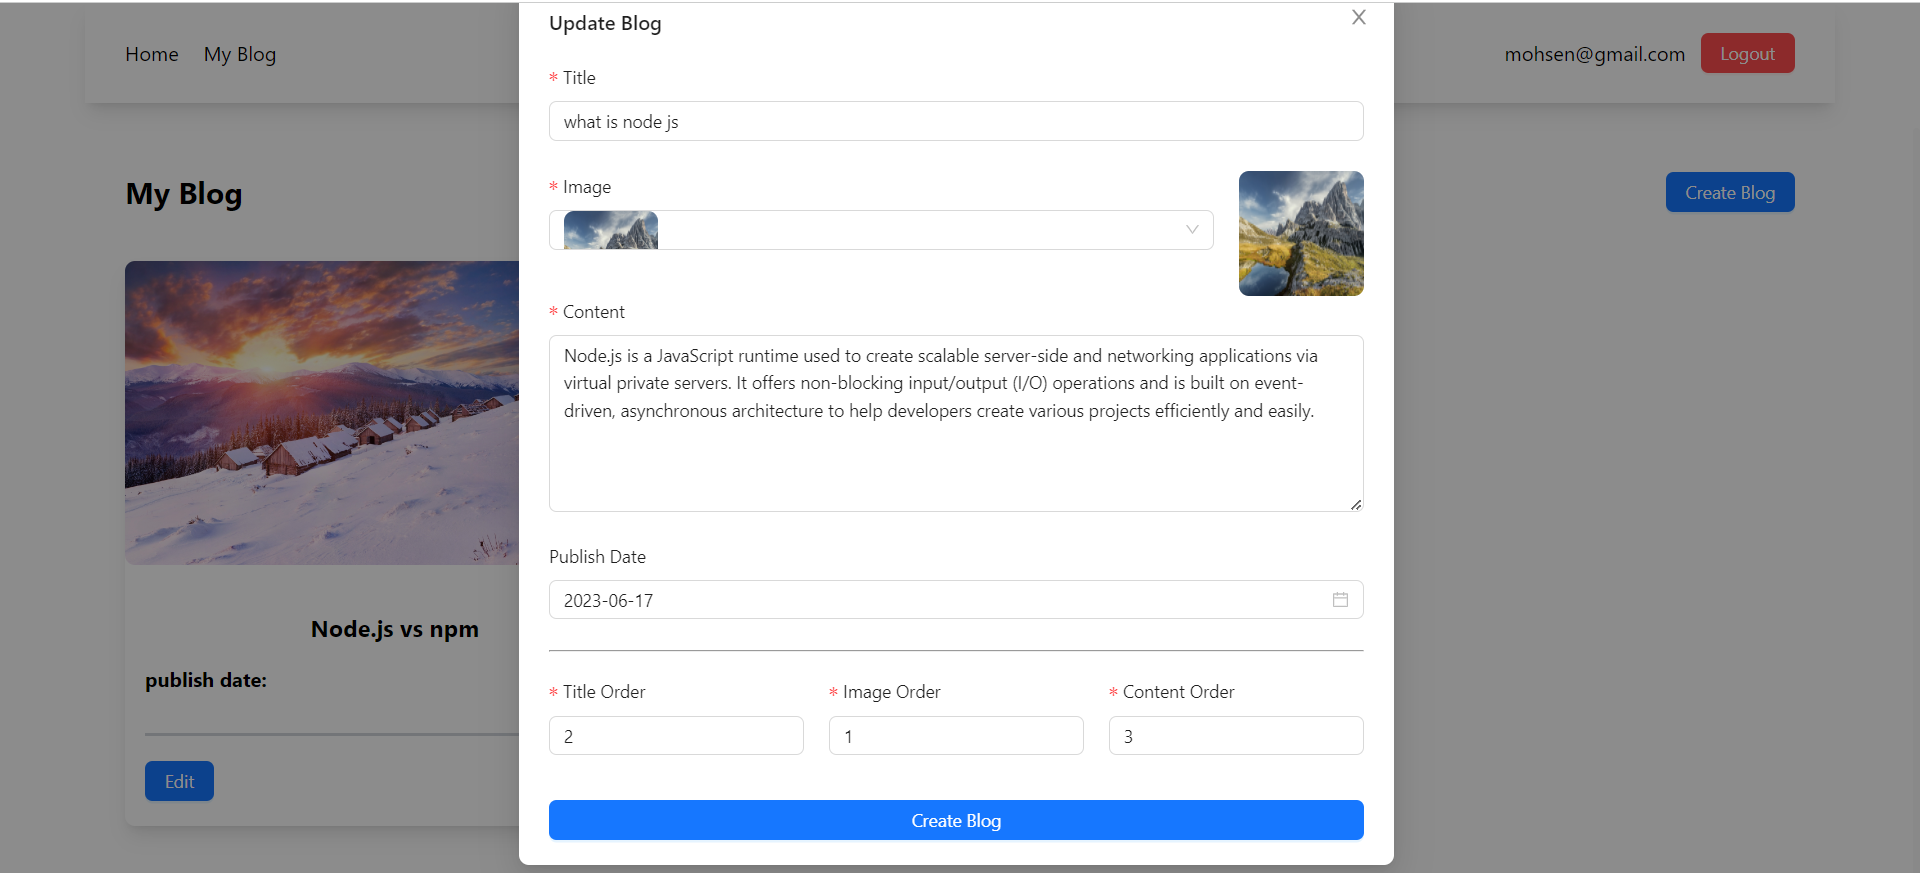 Home My Blog
mohsen@gmail.com Logout
My Blog
Create Blog
Node.js vs npm
publish date:
Edit
Update Blog
* Title
what is node js
* Image
* Content
Node.js is a JavaScript runtime used to create scalable server-side and networking applications via
virtual private servers. It offers non-blocking input/output (I/O) operations and is built on event-
driven, asynchronous architecture to help developers create various projects efficiently and easily.
Publish Date
2023-06-17
* Title Order * Image Order * Content Order
2 1 3
Create Blog